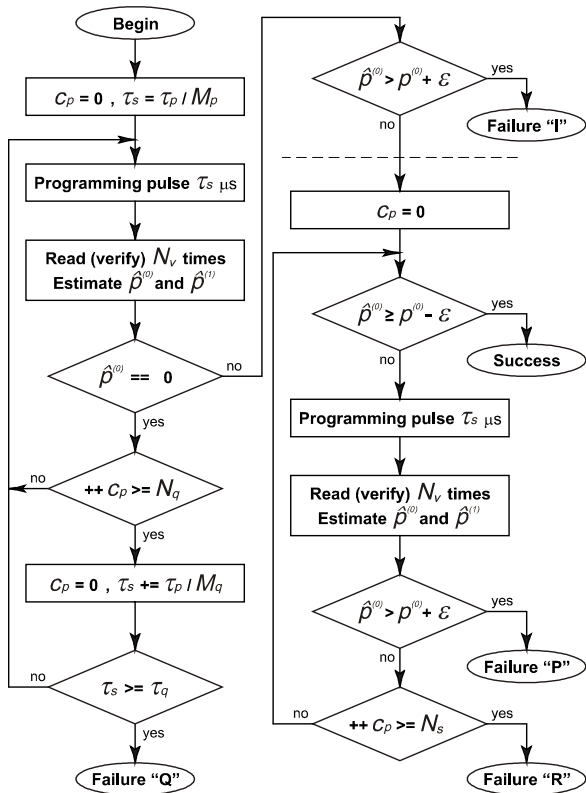 Begin
c_p = 0 , τ_s = τ_p / M_p
Programming pulse τ_s μs
Read (verify) N_v times
Estimate p̂^(0) and p̂^(1)
p̂^(0) == 0
no
yes
++ c_p >= N_q
no
yes
c_p = 0 , τ_s += τ_p / M_q
τ_s >= τ_q
no
yes
Failure “Q”
p̂^(0) > p^(0) + ε
yes
no
Failure “I”
c_p = 0
p̂^(0) ≥ p^(0) - ε
yes
no
Success
Programming pulse τ_s μs
Read (verify) N_v times
Estimate p̂^(0) and p̂^(1)
p̂^(0) > p^(0) + ε
yes
no
Failure “P”
++ c_p >= N_s
no
yes
Failure “R”